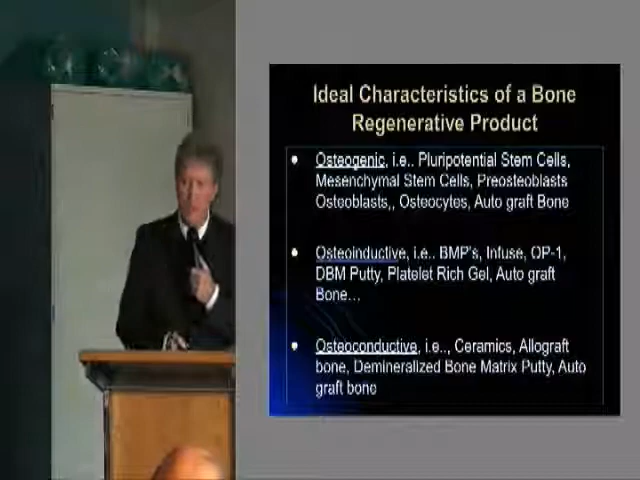 Ideal Characteristics of a Bone
Regenerative Product
Osteogenic, i.e.. Pluripotential Stem Cells,
Mesenchymal Stem Cells, Preosteoblasts
Osteoblasts,, Osteocytes, Auto graft Bone
Osteoinductive, i.e.. BMP's, Infuse, OP-1,
DBM Putty, Platelet Rich Gel, Auto graft
Bone…
Osteoconductive, i.e.., Ceramics, Allograft
bone, Demineralized Bone Matrix Putty, Auto
graft bone